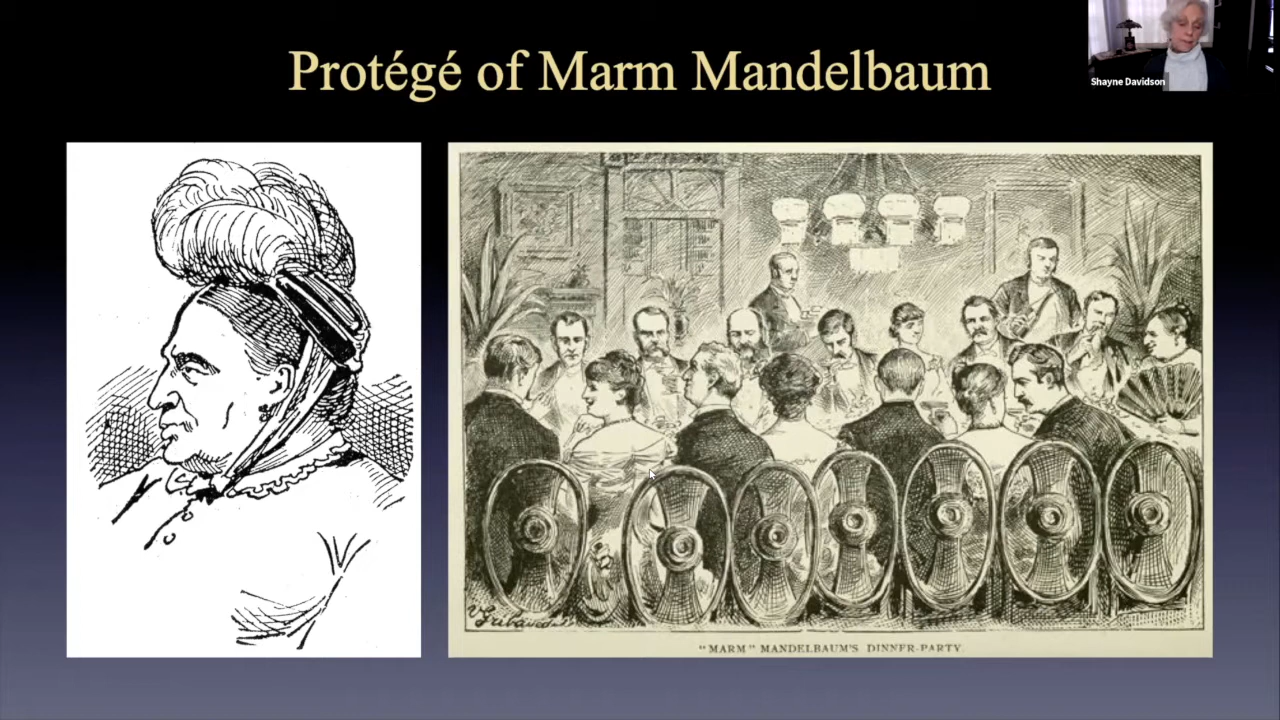 Protégé of Marm Mandelbaum
Shayne Davidson
"MARM" MANDELBAUM'S DINNER-PARTY.